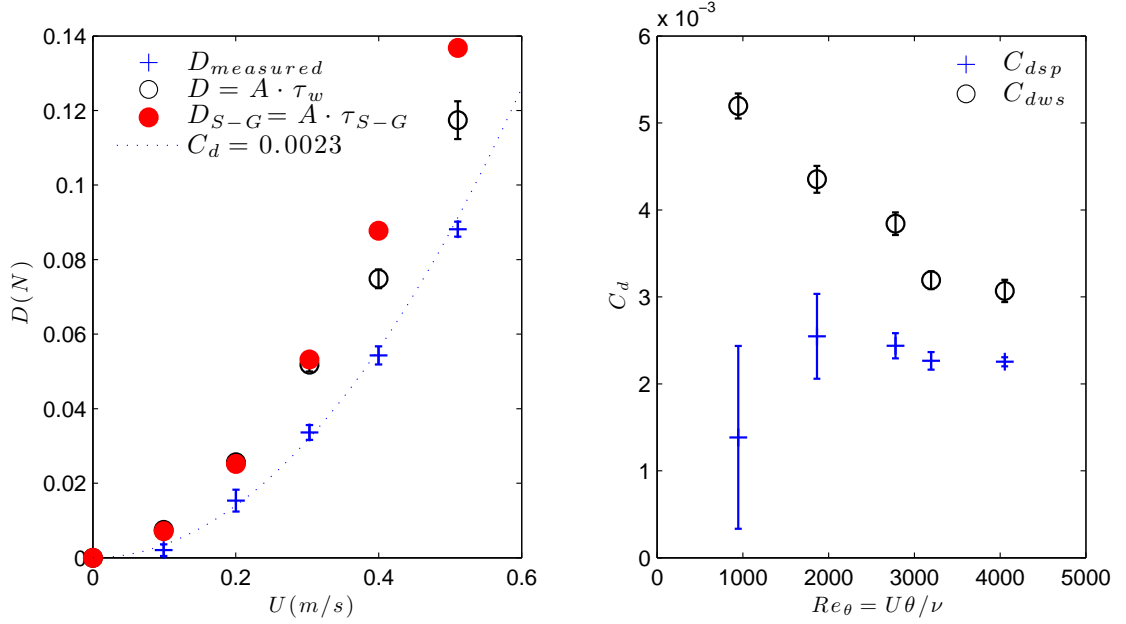 0.14
0.12
0.1
0.08
0.06
0.04
0.02
0
D(N)
D_{measured}
D = A · τ_w
D_{S−G} = A · τ_{S−G}
C_d = 0.0023
0 0.2 0.4 0.6
U(m/s)
x 10^{−3}
6
5
4
3
2
1
0
C_d
C_{dsp}
C_{dws}
0 1000 2000 3000 4000 5000
Re_θ = Uθ/ν